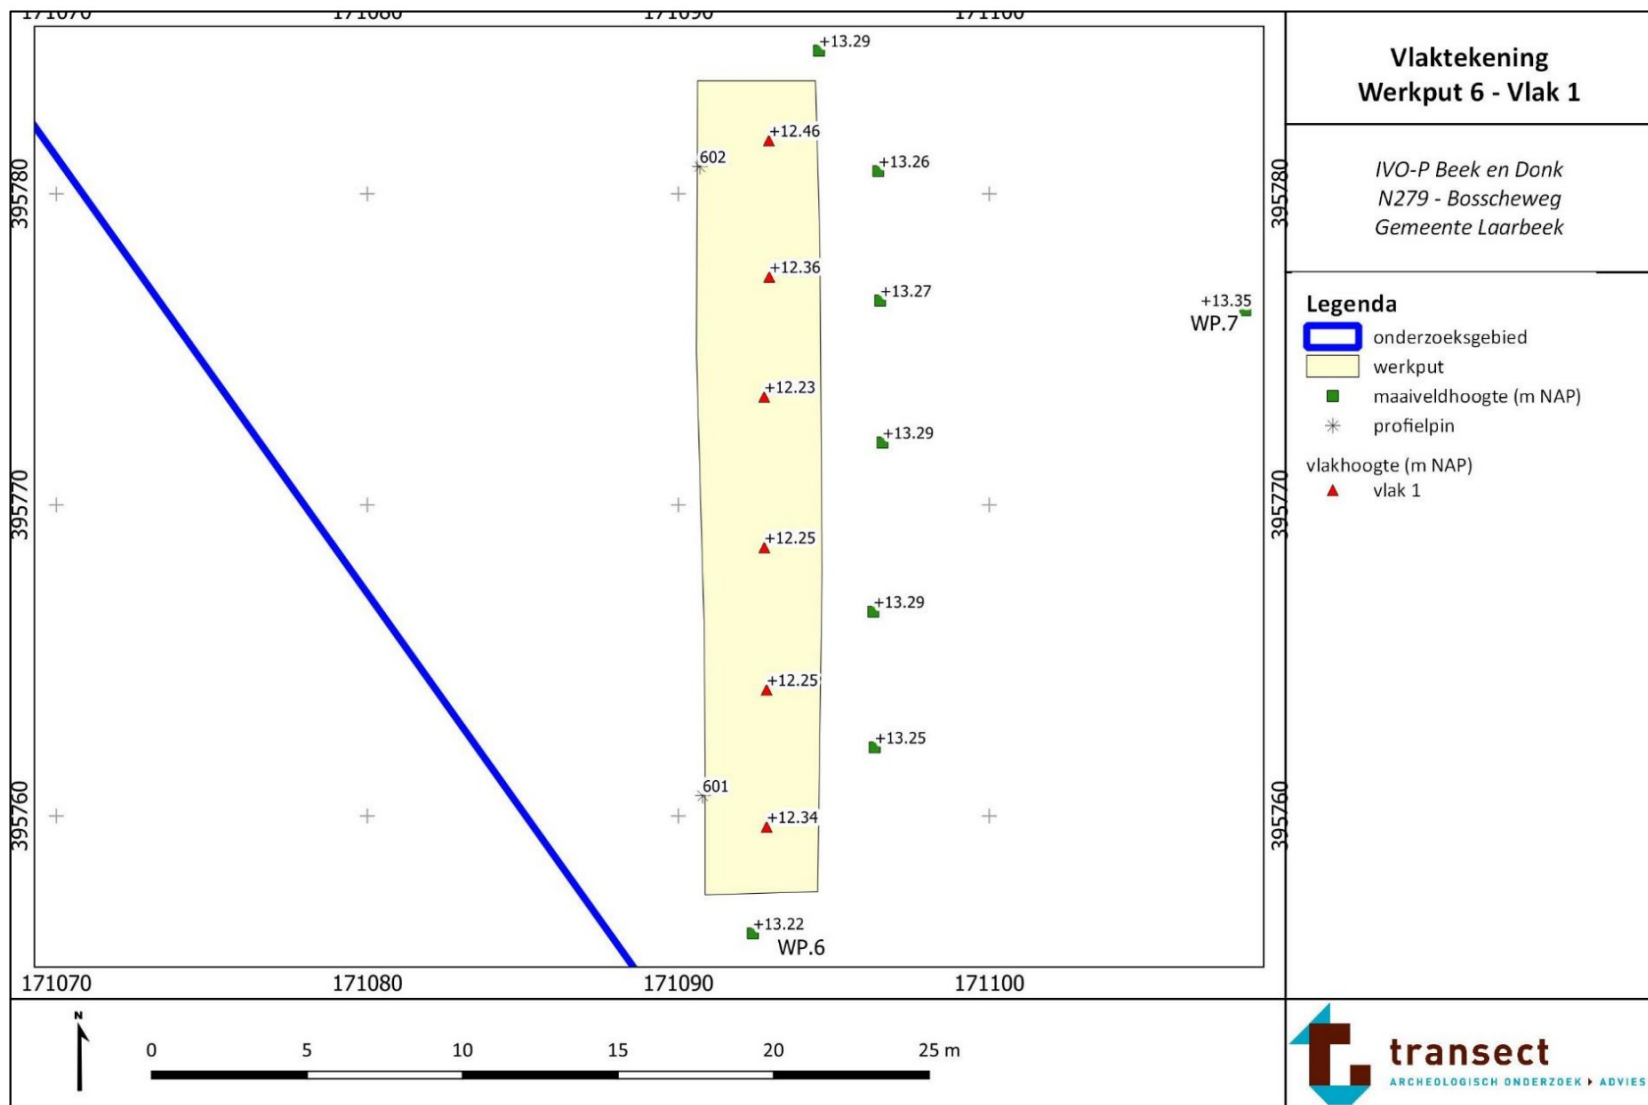 171070
171080
171090
171100
+13.29
+12.46
602
+13.26
395780
395780
+12.36
+13.27
+13.35
WP.7
+12.23
+13.29
395770
395770
+12.25
+13.29
+12.25
+13.25
601
395760
395760
+12.34
+13.22
WP.6
171070
171080
171090
171100
Vlaktekening
Werkput 6 - Vlak 1
IVO-P Beek en Donk
N279 - Bosscheweg
Gemeente Laarbeek
Legenda
onderzoeksgebied
werkput
maaiveldhoogte (m NAP)
profielpin
vlakhoogte (m NAP)
vlak 1
N
0 5 10 15 20 25 m
transect
ARCHEOLOGISCH ONDERZOEK ▸ ADVIES